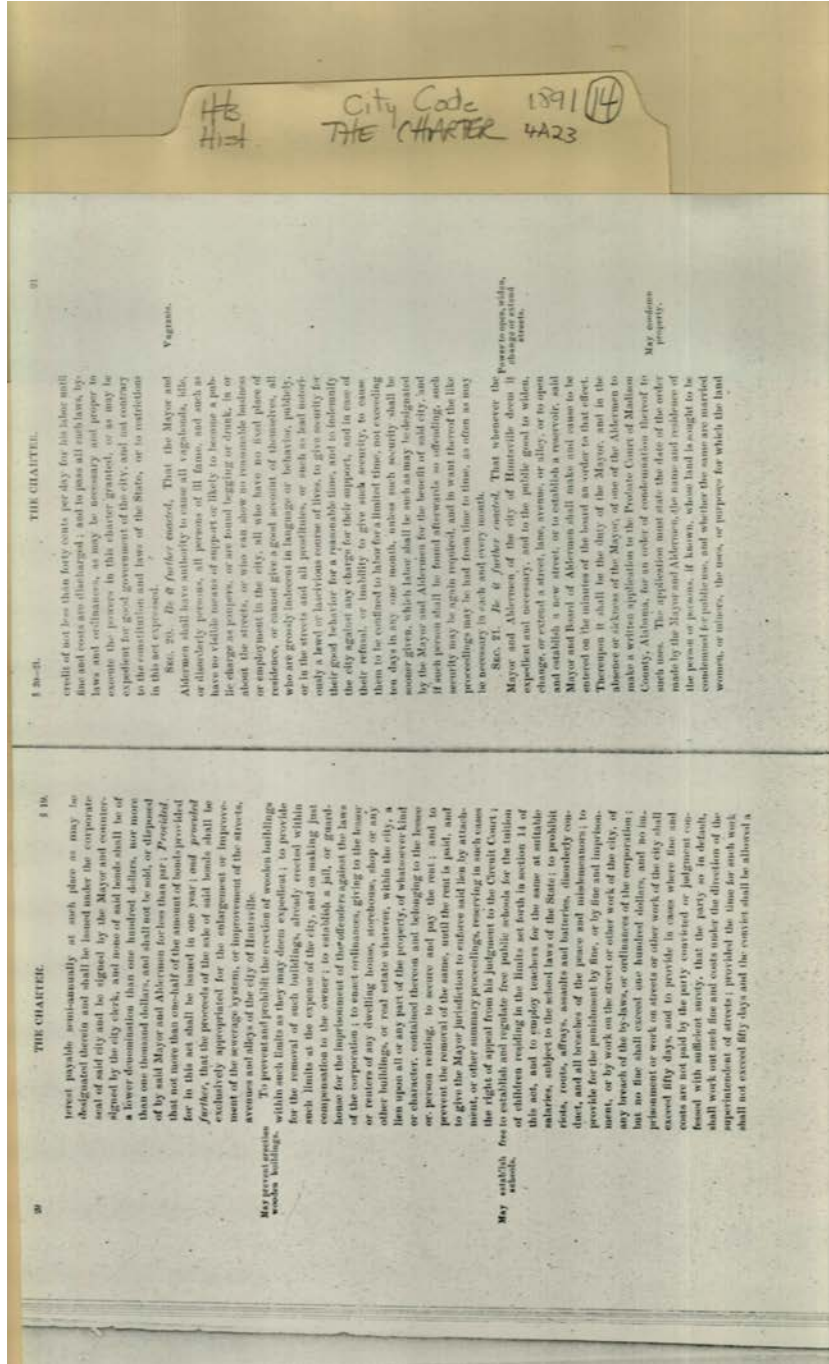 HB
Hist
City Code 1891 14
THE CHARTER 4A23
20 THE CHARTER. § 19.
terest payable semi-annually at such place as may be
designated therein and shall be issued under the corporate
seal of said city and be signed by the Mayor and counter-
signed by the city clerk, and none of said bonds shall be of
a lower denomination than one hundred dollars, nor more
than one thousand dollars, and shall not be sold, or disposed
of by said Mayor and Aldermen for less than par; Provided,
that not more than one-half of the amount of bonds provided
for in this act shall be issued in one year; and provided
further, that the proceeds of the sale of said bonds shall be
exclusively appropriated for the enlargement or improve-
ment of the sewerage system, or improvement of the streets,
avenues and alleys of the city of Huntsville.
May prevent erection
wooden buildings.
To prevent and prohibit the erection of wooden buildings
within such limits as they may deem expedient; to provide
for the removal of such buildings, already erected within
such limits at the expense of the city, and on making just
compensation to the owner; to establish a jail, or guard-
house for the imprisonment of the offenders against the laws
of the corporation; to enact ordinances, giving to the lessor
or renters of any dwelling house, storehouse, shop or any
other buildings, or real estate whatever, within the city, a
lien upon all or any part of the property, of whatsoever kind
or character, contained thereon and belonging to the lessee
or person renting, to secure and pay the rent; and to
prevent the removal of the same, until the rent is paid, and
to give the Mayor jurisdiction to enforce said lien by attach-
ment, or other summary proceedings, reserving in such cases
the right of appeal from his judgment to the Circuit Court;
May establish free
schools.
to establish and regulate free public schools for the tuition
of children residing in the limits set forth in section 14 of
this act, and to employ teachers for the same at suitable
salaries, subject to the school laws of the State; to prohibit
riots, routs, affrays, assaults and batteries, disorderly con-
duct, and all breaches of the peace and misdemeanors; to
provide for the punishment by fine, or by fine and imprison-
ment, or by work on the street or other work of the city, of
any breach of the by-laws, or ordinances of the corporation;
but no fine shall exceed one hundred dollars, and no im-
prisonment or work on streets or other work of the city shall
exceed fifty days, and to provide in cases where fine and
costs are not paid by the party convicted or judgment con-
fessed with sufficient surety, that the party so in default,
shall work out such fine and costs under the direction of the
superintendent of streets; provided the time for such work
shall not exceed fifty days and the convict shall be allowed a
§ 20-21. THE CHARTER. 21
credit of not less than forty cents per day for his labor until
fine and costs are discharged; and to pass all such laws, by-
laws and ordinances, as may be necessary and proper to
execute the powers in this charter granted, or as may be
expedient for good government of the city, and not contrary
to the constitution and laws of the State, or to restrictions
in this act expressed.
Vagrants.
SEC. 20. Be it further enacted, That the Mayor and
Aldermen shall have authority to cause all vagabonds, idle,
or disorderly persons, all persons of ill fame, and such as
have no visible means of support or likely to become a pub-
lic charge as paupers, or are found begging or drunk, in or
about the streets, or who can show no reasonable business
or employment in the city, all who have no fixed place of
residence, or cannot give a good account of themselves, all
who are grossly indecent in language or behavior, publicly,
or in the streets and all prostitutes, or such as lead notori-
ously a lewd or lascivious course of lives, to give security for
their good behavior for a reasonable time, and to indemnify
the city against any charge for their support, and in case of
their refusal, or inability to give such security, to cause
them to be confined to labor for a limited time, not exceeding
ten days in any one month, unless such security shall be
sooner given, which labor shall be such as may be designated
by the Mayor and Aldermen for the benefit of said city, and
if such person shall be found afterwards so offending, such
security may be again required, and in want thereof the like
proceedings may be had from time to time, as often as may
be necessary in each and every month.
Power to open, widen,
change or extend
streets.
SEC. 21. Be it further enacted, That whenever the
Mayor and Aldermen of the city of Huntsville deem it
expedient and necessary, and to the public good to widen,
change, or extend a street, lane, avenue, or alley, or to open
and establish a new street, or to establish a reservoir, said
Mayor and Board of Aldermen shall make and cause to be
entered on the minutes of the board an order to that effect.
Thereupon it shall be the duty of the Mayor, and in the
absence or sickness of the Mayor, of one of the Aldermen to
make a written application to the Probate Court of Madison
May condemn
property.
County, Alabama, for an order of condemnation thereof to
such uses. The application must state the date of the order
made by the Mayor and Aldermen, the name and residence of
the person or persons, if known, whose land is sought to be
condemned for public use, and whether the same are married
women, or minors, the uses, or purposes for which the land